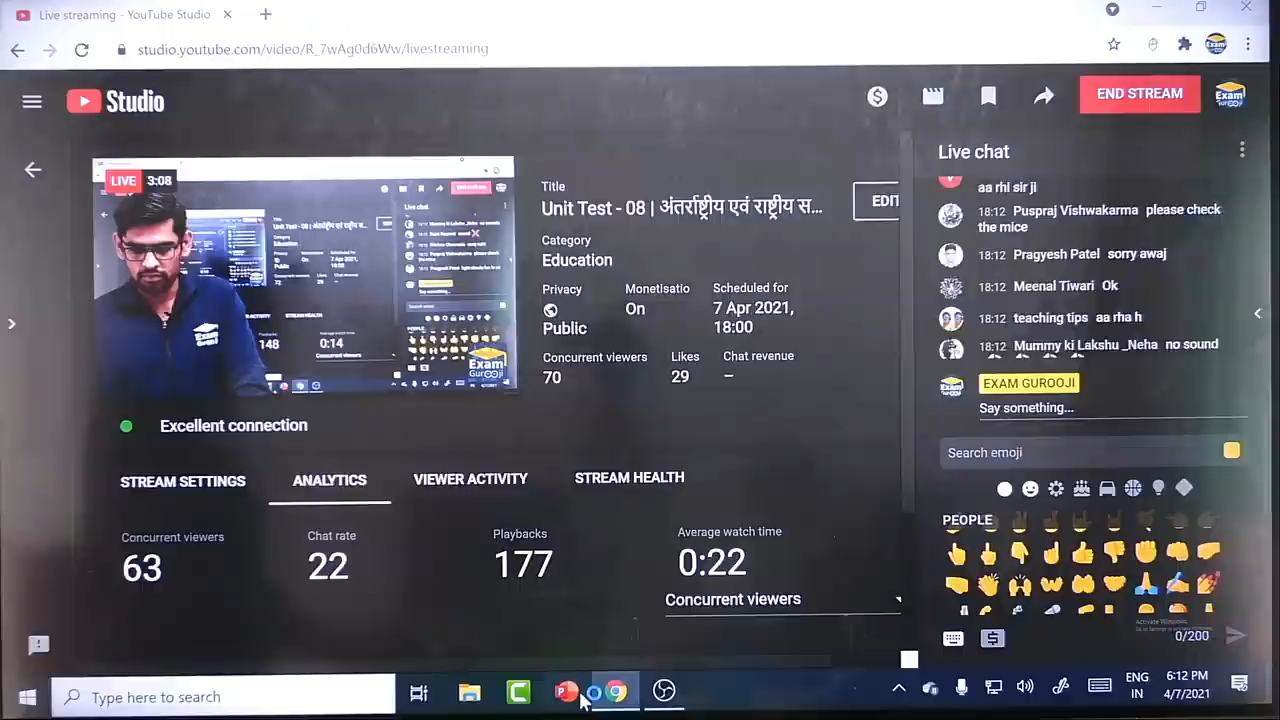 Live streaming - YouTube Studio
studio.youtube.com/video/R_7wAg0d6Ww/livestreaming
Studio
END STREAM
Exam
LIVE 3:08
Title
Unit Test - 08 | अंतर्राष्ट्रीय एवं राष्ट्रीय स...
EDIT
Category
Education
Privacy
Monetisatio
Scheduled for
Public
On
7 Apr 2021,
18:00
Concurrent viewers
Likes
Chat revenue
70
29
–
Exam
Gurooji
Excellent connection
STREAM SETTINGS
ANALYTICS
VIEWER ACTIVITY
STREAM HEALTH
Concurrent viewers
Chat rate
Playbacks
Average watch time
63
22
177
0:22
Concurrent viewers
Live chat
aa rhi sir ji
18:12 Puspraj Vishwakarma please check
the mice
18:12 Pragyesh Patel sorry awaj
18:12 Meenal Tiwari Ok
18:12 teaching tips aa rha h
18:12 Mummy ki Lakshu _Neha no sound
EXAM GUROOJI
Say something...
Search emoji
PEOPLE
Activate Windows
0/200
Type here to search
ENG
IN
6:12 PM
4/7/2021